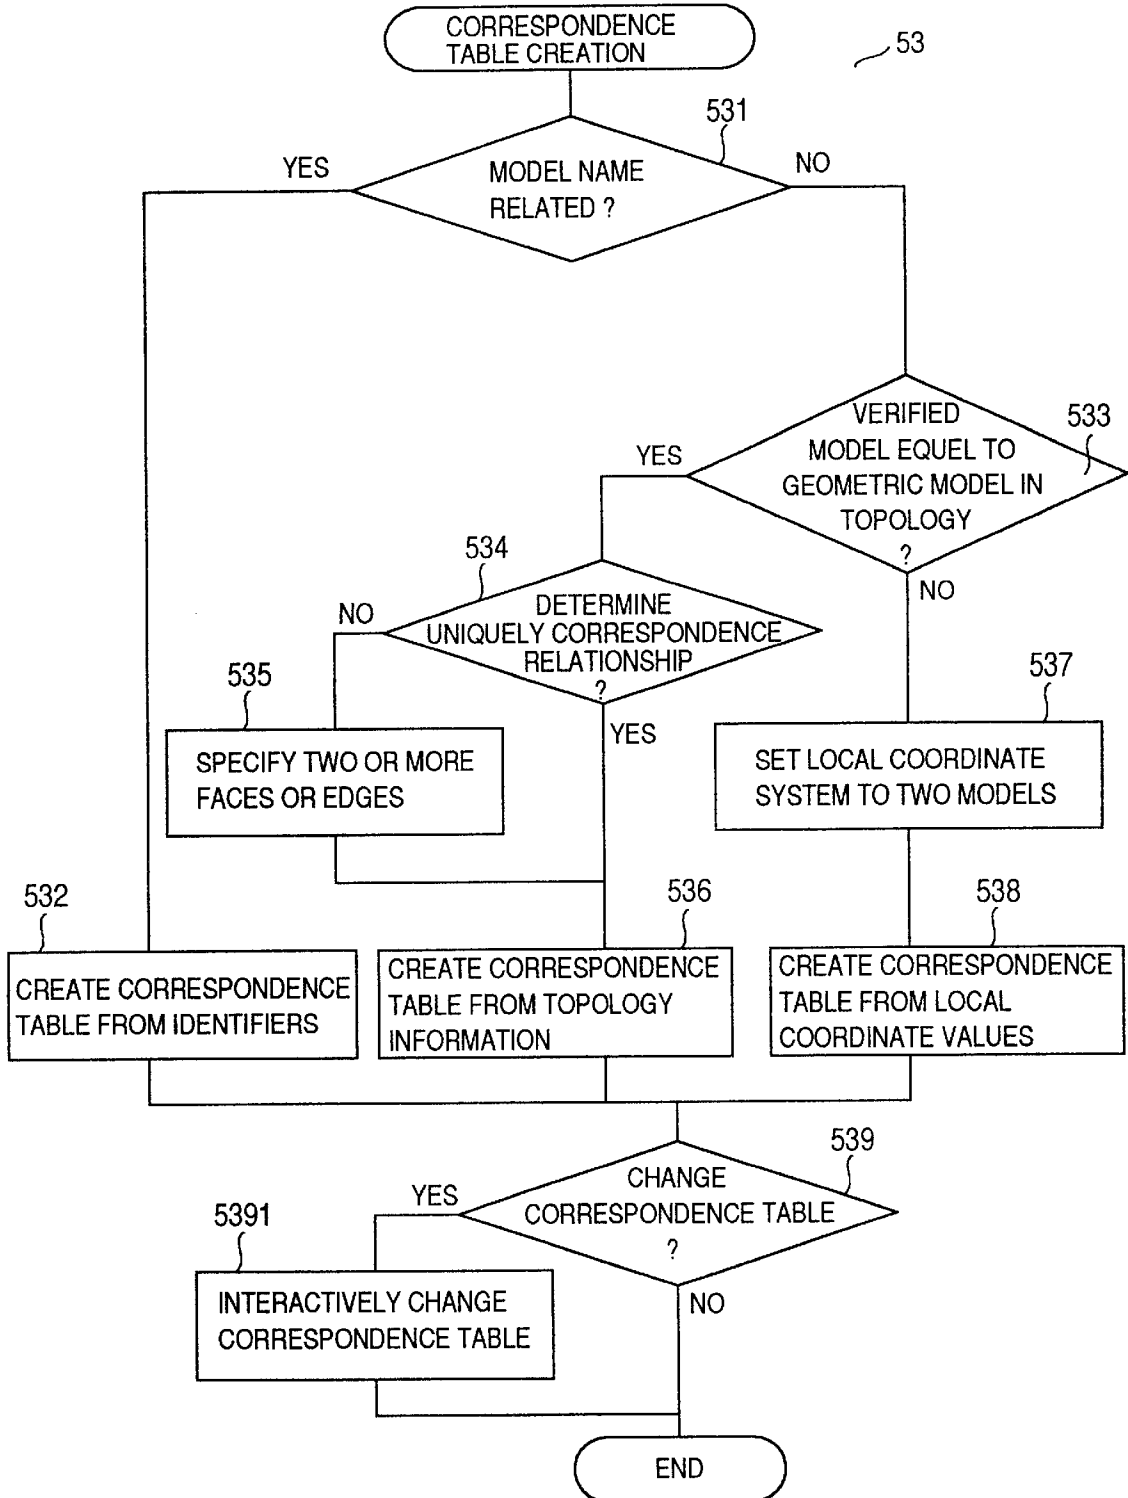 CORRESPONDENCE
TABLE CREATION
53
531
YES
NO
MODEL NAME
RELATED ?
VERIFIED
533
MODEL EQUEL TO
YES
GEOMETRIC MODEL IN
TOPOLOGY
?
NO
534
DETERMINE
NO
UNIQUELY CORRESPONDENCE
RELATIONSHIP
?
YES
535
SPECIFY TWO OR MORE
FACES OR EDGES
537
SET LOCAL COORDINATE
SYSTEM TO TWO MODELS
532
CREATE CORRESPONDENCE
TABLE FROM IDENTIFIERS
536
CREATE CORRESPONDENCE
TABLE FROM TOPOLOGY
INFORMATION
538
CREATE CORRESPONDENCE
TABLE FROM LOCAL
COORDINATE VALUES
539
CHANGE
CORRESPONDENCE TABLE
?
YES
NO
5391
INTERACTIVELY CHANGE
CORRESPONDENCE TABLE
END